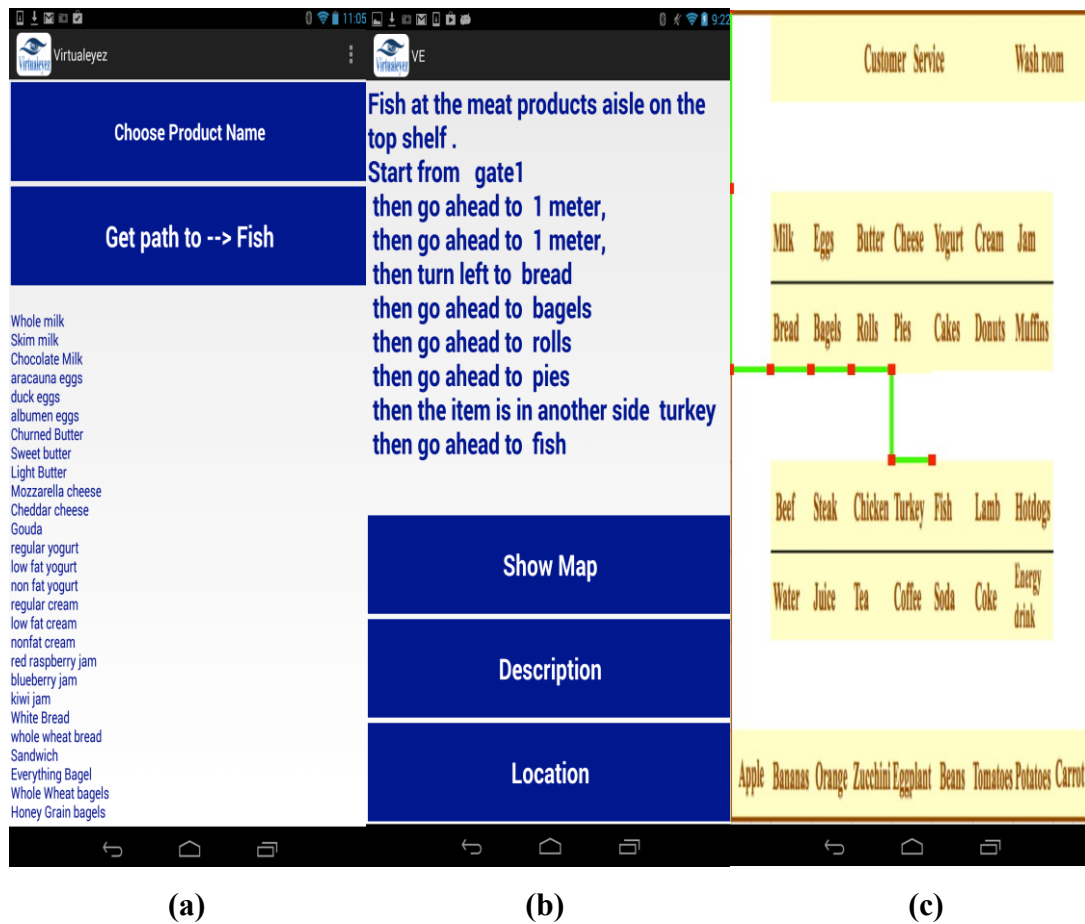 11:05
Virtualeyez
Virtualeyez
Choose Product Name
Get path to --> Fish
Whole milk
Skim milk
Chocolate Milk
aracauna eggs
duck eggs
albumen eggs
Churned Butter
Sweet butter
Light Butter
Mozzarella cheese
Cheddar cheese
Gouda
regular yogurt
low fat yogurt
non fat yogurt
regular cream
low fat cream
nonfat cream
red raspberry jam
blueberry jam
kiwi jam
White Bread
whole wheat bread
Sandwich
Everything Bagel
Whole Wheat bagels
Honey Grain bagels
(a)
9:22
Virtualeyez
VE
Fish at the meat products aisle on the
top shelf .
Start from gate1
then go ahead to 1 meter,
then go ahead to 1 meter,
then turn left to bread
then go ahead to bagels
then go ahead to rolls
then go ahead to pies
then the item is in another side turkey
then go ahead to fish
Show Map
Description
Location
(b)
Customer Service Wash room
Milk Eggs Butter Cheese Yogurt Cream Jam
Bread Bagels Rolls Pies Cakes Donuts Muffins
Beef Steak Chicken Turkey Fish Lamb Hotdogs
Water Juice Tea Coffee Soda Coke Energy
drink
Apple Bananas Orange Zucchini Eggplant Beans Tomatoes Potatoes Carrot
(c)